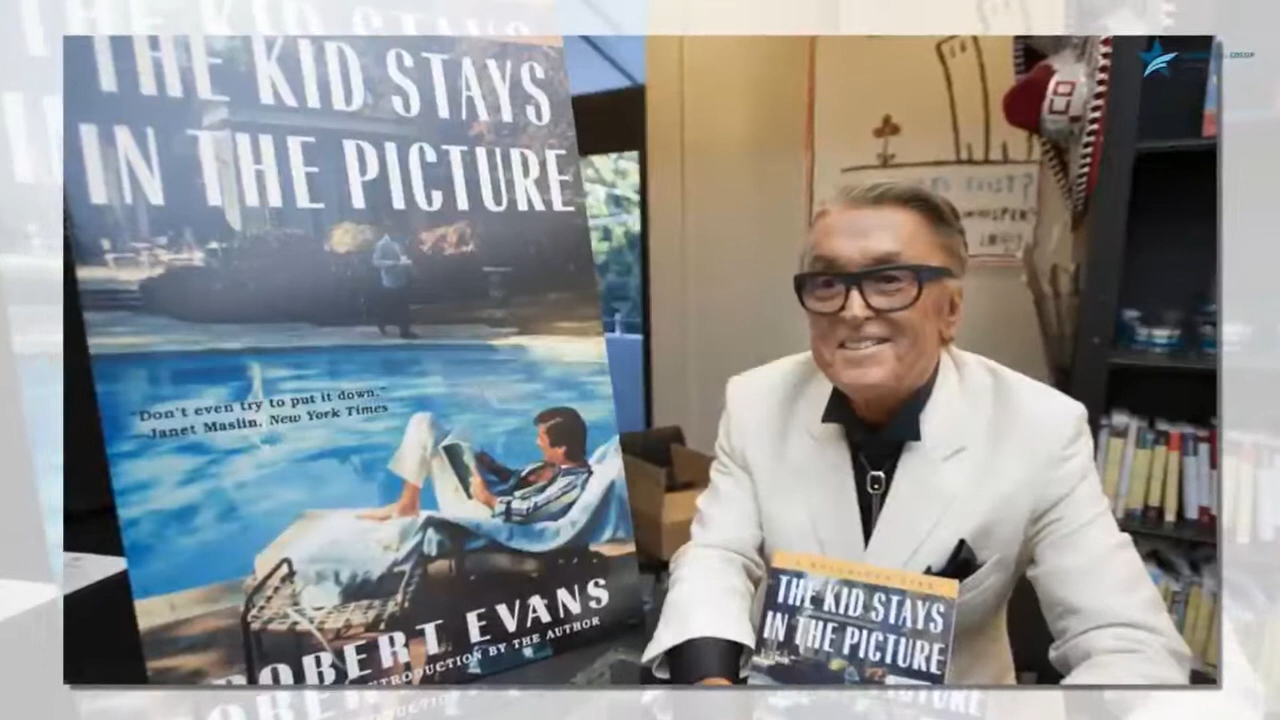 THE KID STAYS
IN THE PICTURE
"Don't even try to put it down."
—Janet Maslin, New York Times
ROBERT EVANS
INTRODUCTION BY THE AUTHOR
THE KID STAYS
IN THE PICTURE